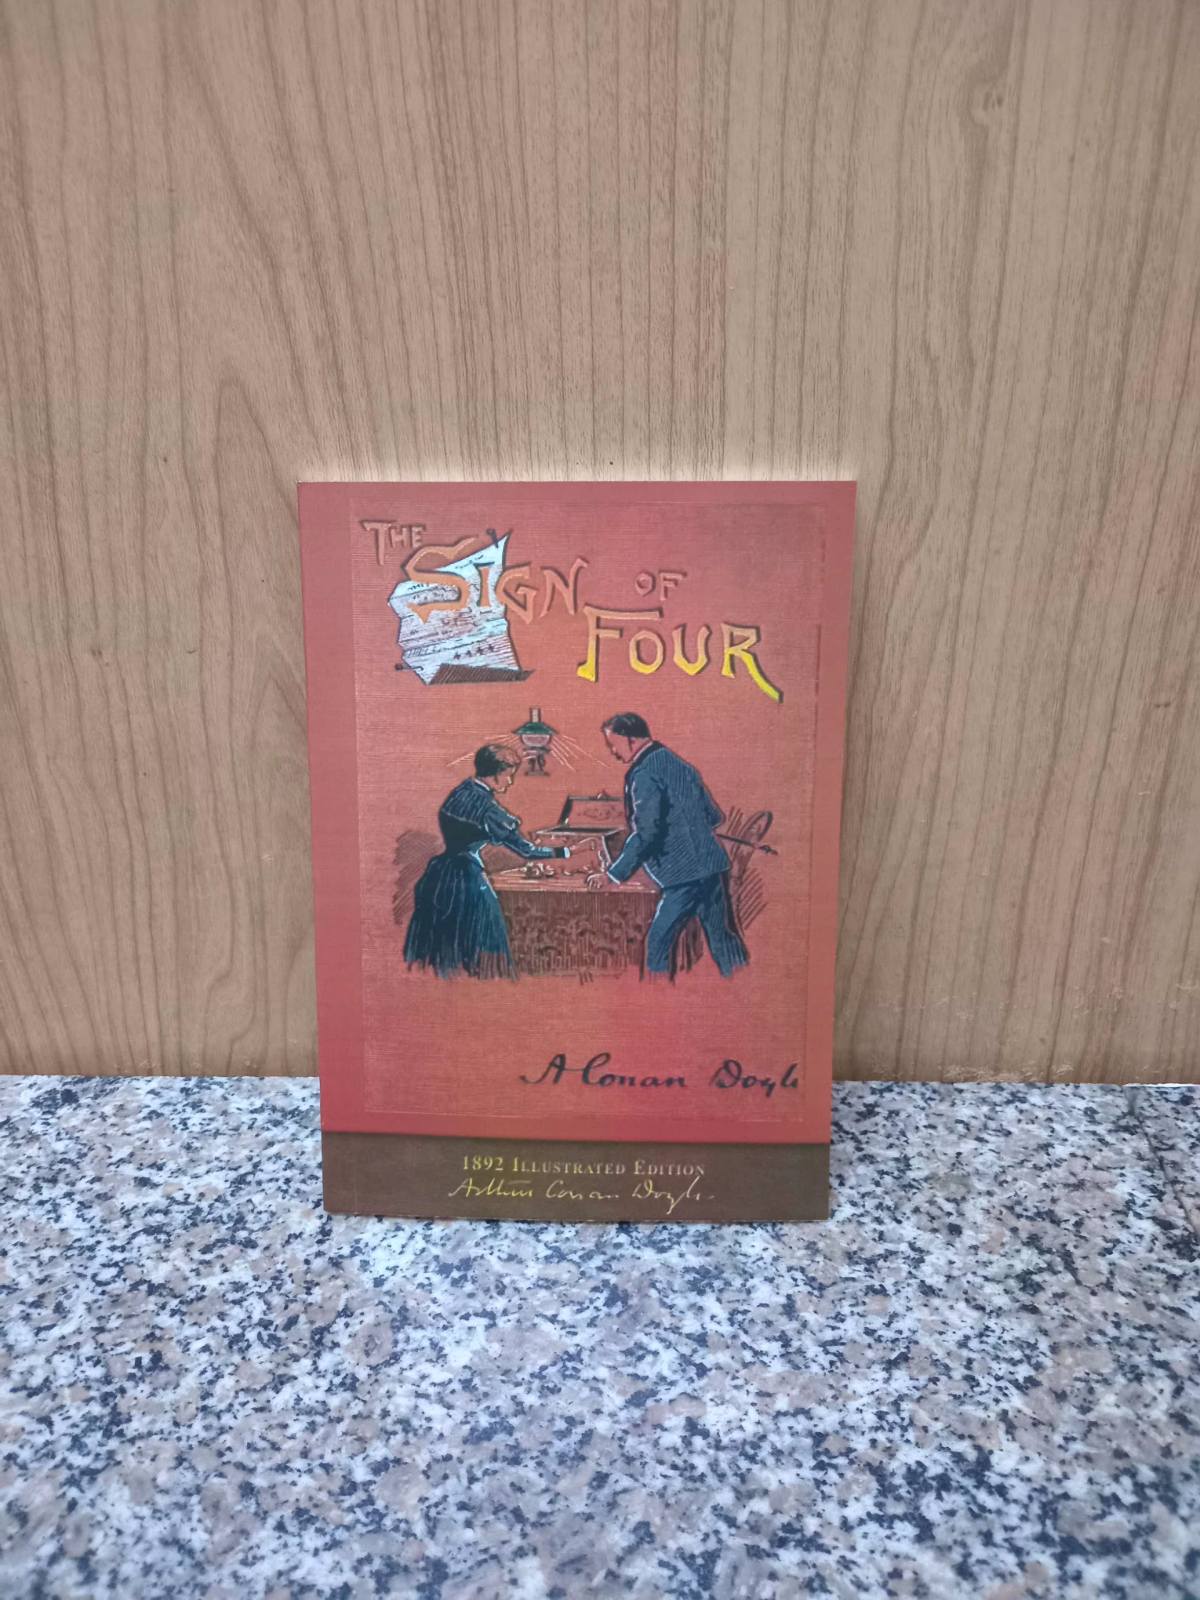 THE
SIGN OF
FOUR
A Conan Doyle
1892 ILLUSTRATED EDITION
Arthur Conan Doyle.